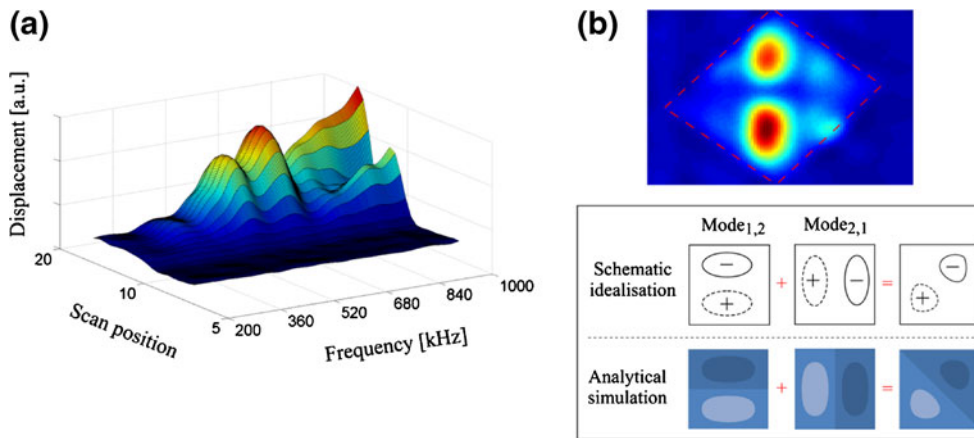 (a)
Displacement [a.u.]
20
10
5
Scan position
200
360
520
680
840
1000
Frequency [kHz]
(b)
Mode1,2 Mode2,1
Schematic
idealisation
− + + − = − +
Analytical
simulation
+ =